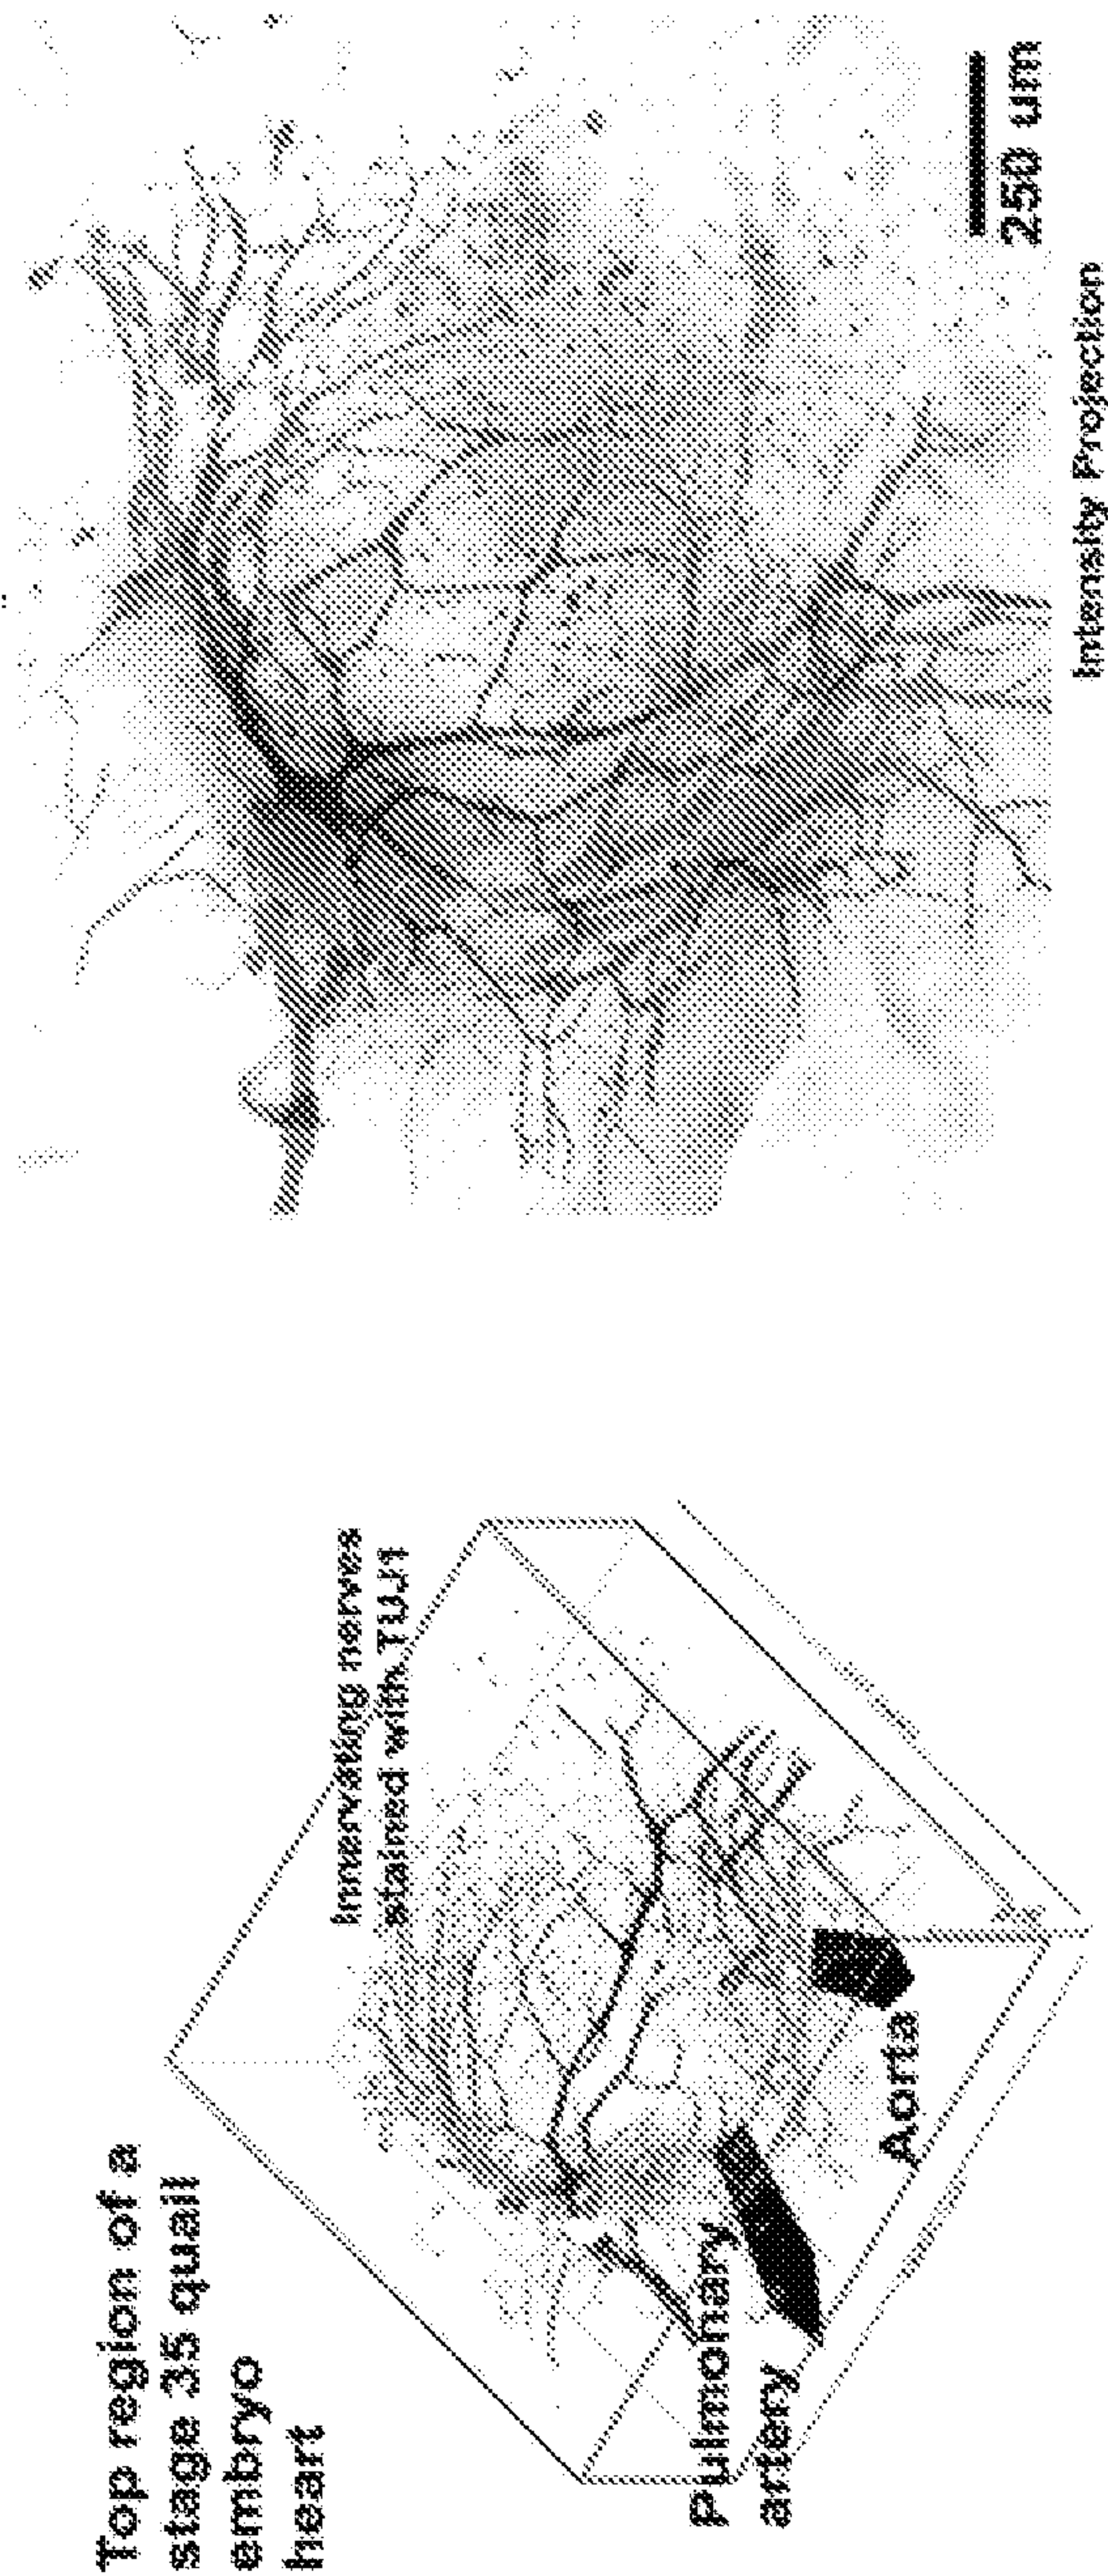 Top region of a
stage 35 quail
embryo
heart
Innervating nerves
stained with TUJ1
Pulmonary
artery
Aorta
250 um
Intensity Projection